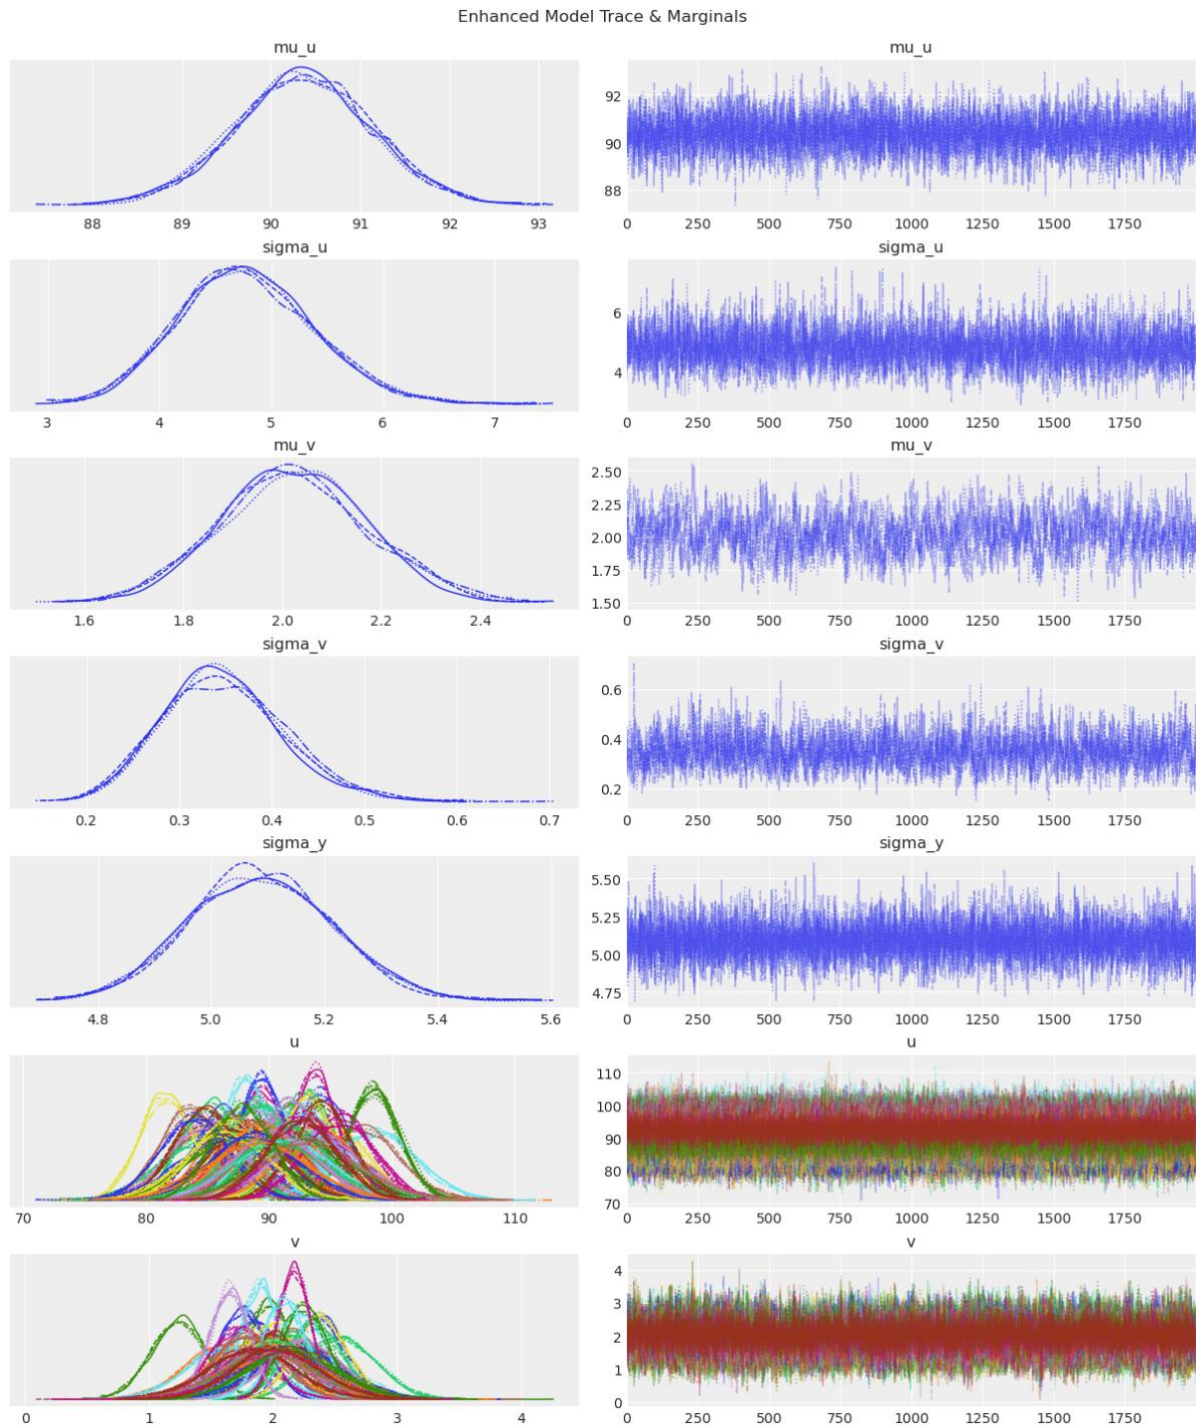 Enhanced Model Trace & Marginals
mu_u mu_u
92
90
88
88 89 90 91 92 93 0 250 500 750 1000 1250 1500 1750
sigma_u sigma_u
6
4
3 4 5 6 7 0 250 500 750 1000 1250 1500 1750
mu_v mu_v
2.50
2.25
2.00
1.75
1.50
1.6 1.8 2.0 2.2 2.4 0 250 500 750 1000 1250 1500 1750
sigma_v sigma_v
0.6
0.4
0.2
0.2 0.3 0.4 0.5 0.6 0.7 0 250 500 750 1000 1250 1500 1750
sigma_y sigma_y
5.50
5.25
5.00
4.75
4.8 5.0 5.2 5.4 5.6 0 250 500 750 1000 1250 1500 1750
u u
110
100
90
80
70
70 80 90 100 110 0 250 500 750 1000 1250 1500 1750
v v
4
3
2
1
0
0 1 2 3 4 0 250 500 750 1000 1250 1500 1750